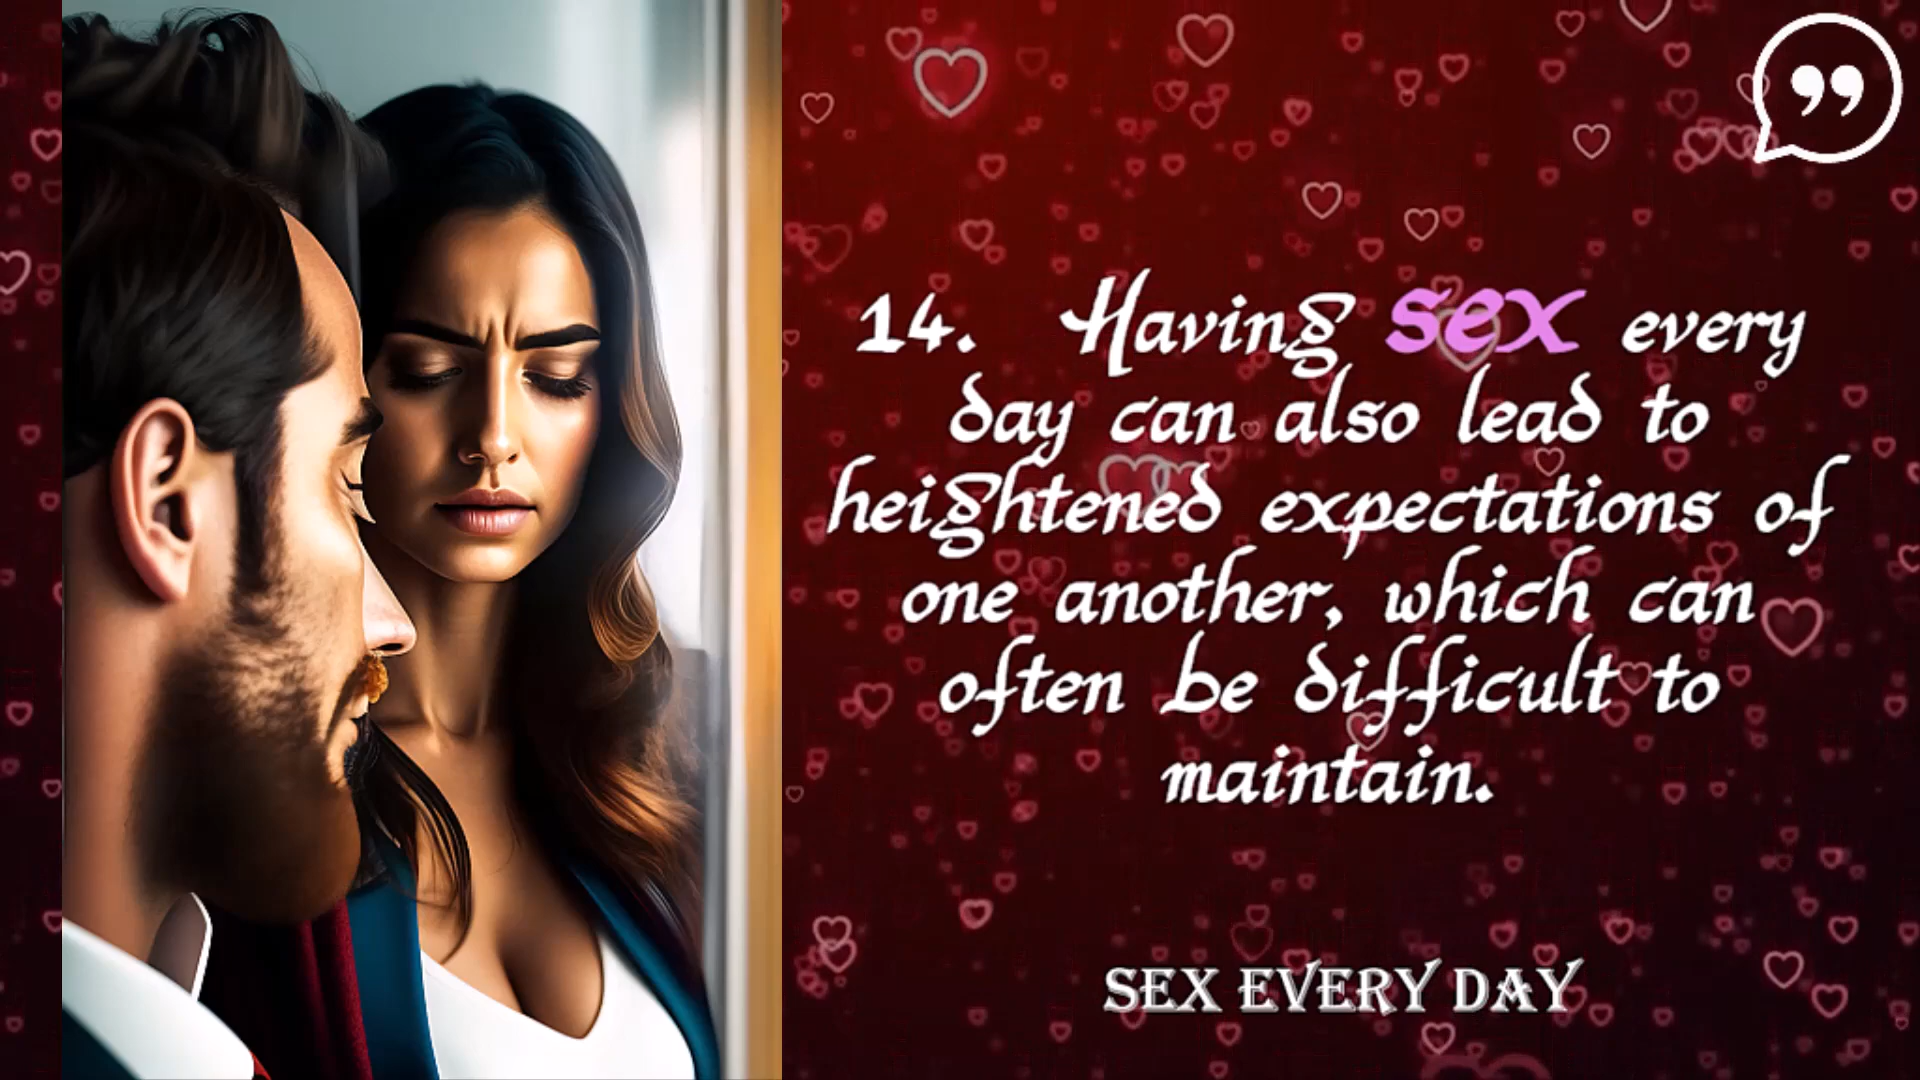 14. Having sex every
day can also lead to
heightened expectations of
one another, which can
often be difficult to
maintain.
SEX EVERY DAY